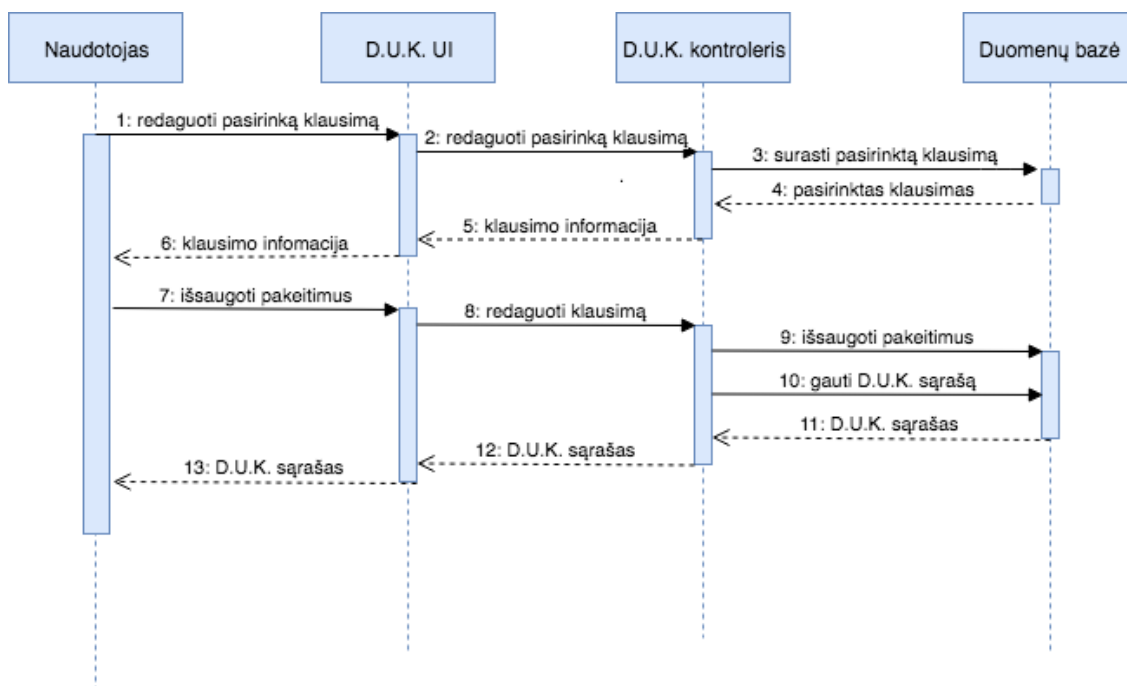 Naudotojas
D.U.K. UI
D.U.K. kontroleris
Duomenų bazė
1: redaguoti pasirinką klausimą
2: redaguoti pasirinką klausimą
3: surasti pasirinktą klausimą
4: pasirinktas klausimas
5: klausimo informacija
6: klausimo infomacija
7: išsaugoti pakeitimus
8: redaguoti klausimą
9: išsaugoti pakeitimus
10: gauti D.U.K. sąrašą
11: D.U.K. sąrašas
12: D.U.K. sąrašas
13: D.U.K. sąrašas